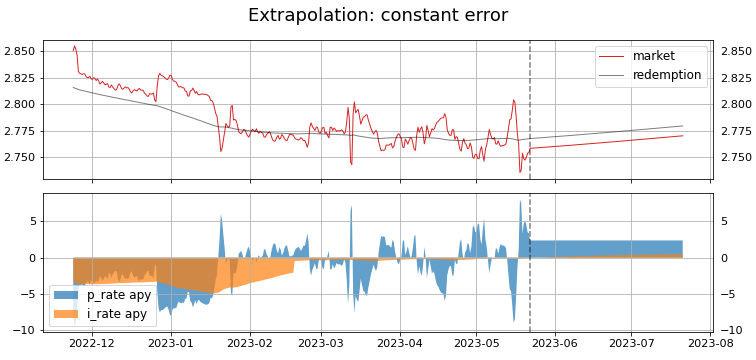 Extrapolation: constant error
2.850 2.850
2.825 2.825
2.800 2.800
2.775 2.775
2.750 2.750
market
redemption
5 5
0 0
−5 −5
−10 −10
p_rate apy
i_rate apy
2022-12 2023-01 2023-02 2023-03 2023-04 2023-05 2023-06 2023-07 2023-08